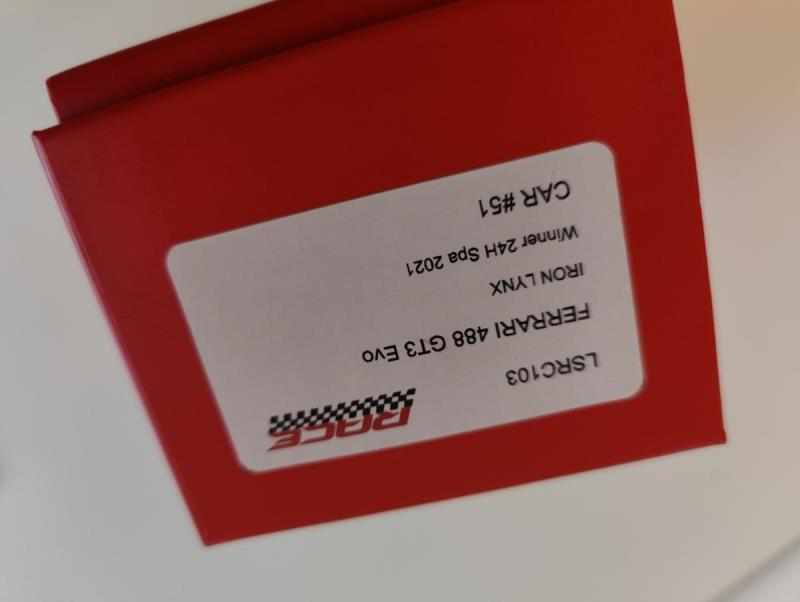 RACE
LSRC103
FERRARI 488 GT3 Evo
IRON LYNX
Winner 24H Spa 2021
CAR #51